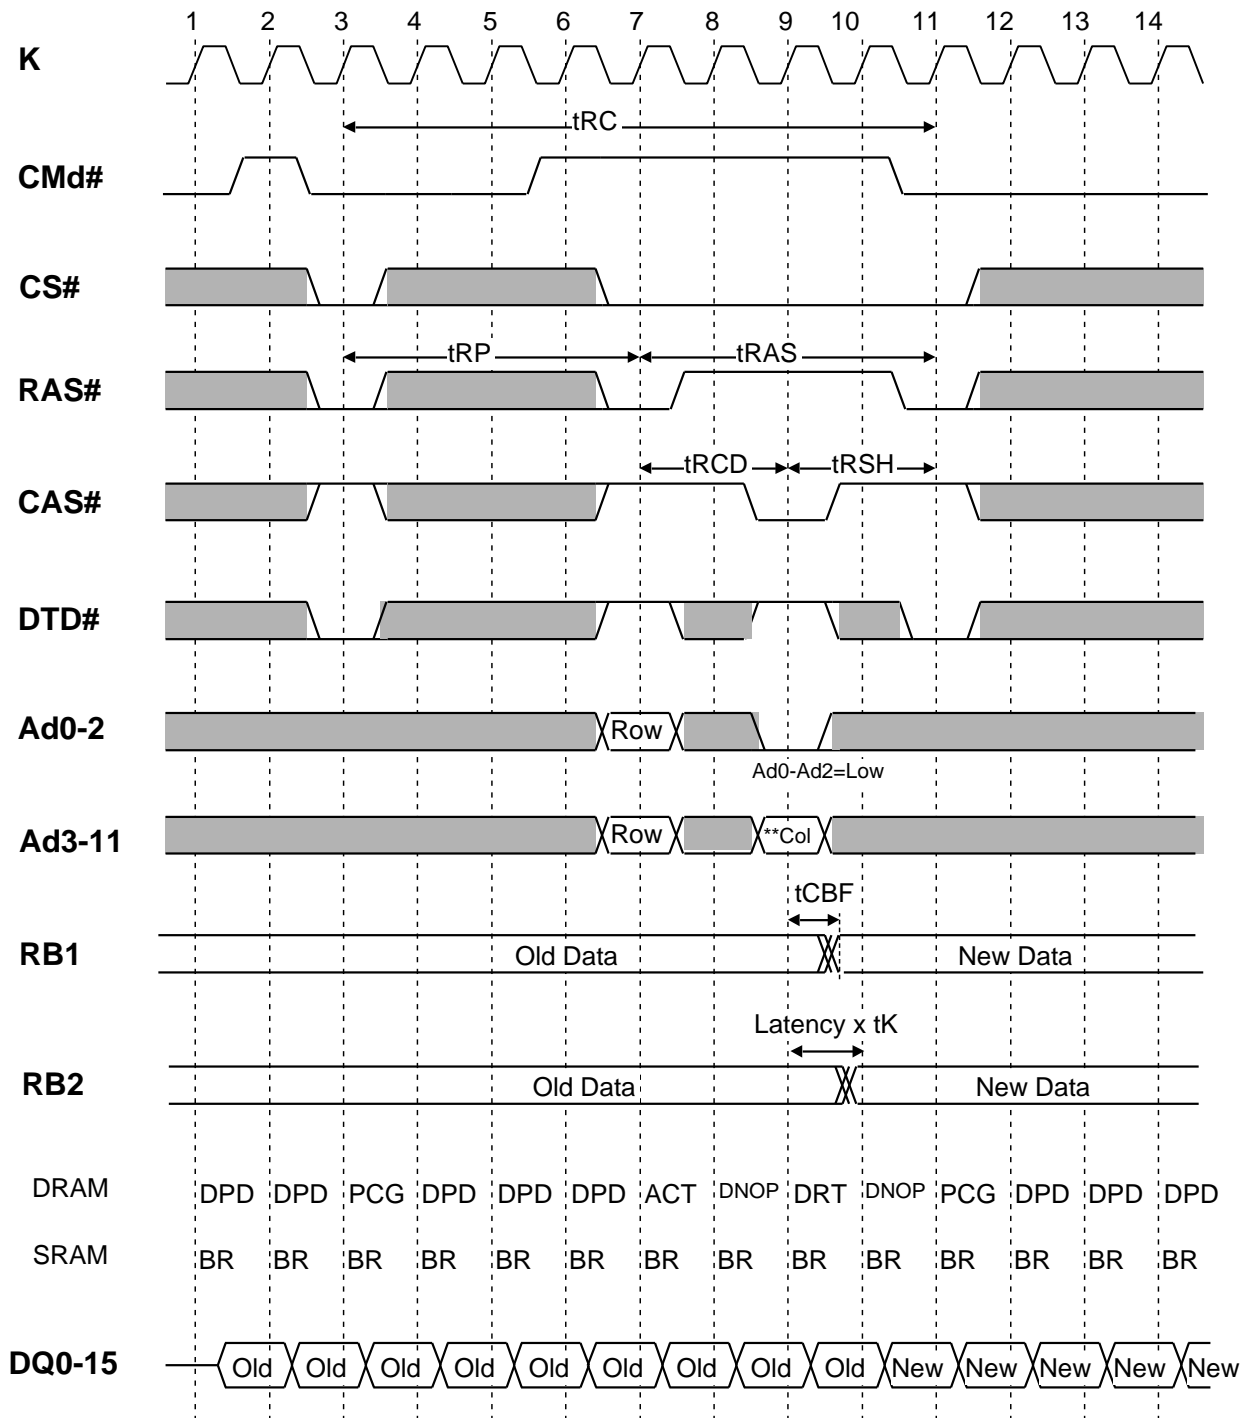 1 2 3 4 5 6 7 8 9 10 11 12 13 14
K
tRC
CMd#
CS#
tRP tRAS
RAS#
tRCD tRSH
CAS#
DTD#
Ad0-2 Row
Ad0-Ad2=Low
Ad3-11 Row **Col
tCBF
RB1 Old Data New Data
Latency x tK
RB2 Old Data New Data
DRAM DPD DPD PCG DPD DPD DPD ACT DNOP DRT DNOP PCG DPD DPD DPD
SRAM BR BR BR BR BR BR BR BR BR BR BR BR BR BR
DQ0-15 Old Old Old Old Old Old Old Old Old New New New New New